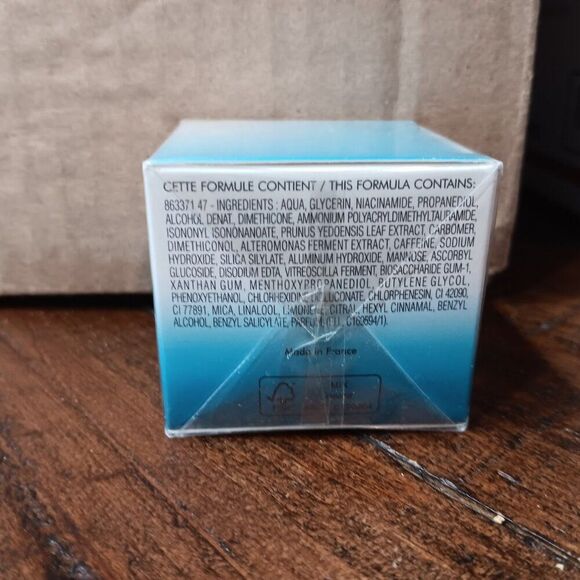 CETTE FORMULE CONTIENT / THIS FORMULA CONTAINS:
863371 47 - INGREDIENTS : AQUA, GLYCERIN, NIACINAMIDE, PROPANEDIOL,
ALCOHOL DENAT., DIMETHICONE, AMMONIUM POLYACRYLDIMETHYLTAURAMIDE,
ISONONYL ISONONANOATE, PRUNUS YEDOENSIS LEAF EXTRACT, CARBOMER,
DIMETHICONOL, ALTEROMONAS FERMENT EXTRACT, CAFFEINE, SODIUM
HYDROXIDE, SILICA SILYLATE, ALUMINUM HYDROXIDE, MANNOSE, ASCORBYL
GLUCOSIDE, DISODIUM EDTA, VITREOSCILLA FERMENT, BIOSACCHARIDE GUM-1,
XANTHAN GUM, MENTHOXYPROPANEDIOL, BUTYLENE GLYCOL,
PHENOXYETHANOL, CHLORHEXIDINE DIGLUCONATE, CHLORPHENESIN, CI 42090,
CI 77891, MICA, LINALOOL, LIMONENE, CITRAL, HEXYL CINNAMAL, BENZYL
ALCOHOL, BENZYL SALICYLATE, PARFUM (F.I.L. C169694/1).
Made in France
MIX